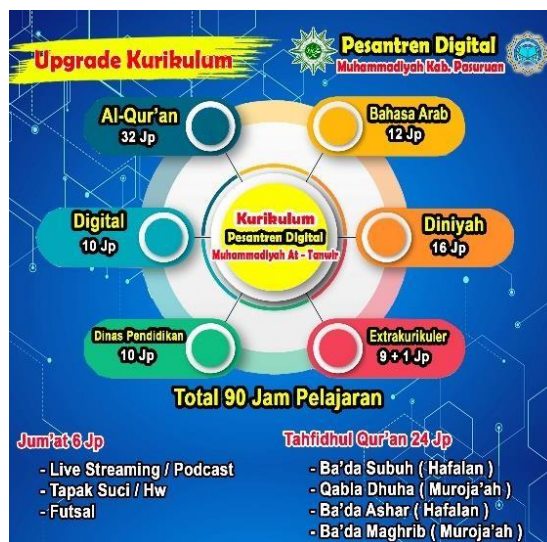 Upgrade Kurikulum
Pesantren Digital
Muhammadiyah Kab. Pasuruan
Al-Qur'an
32 Jp
Bahasa Arab
12 Jp
Digital
10 Jp
Kurikulum
Pesantren Digital
Muhammadiyah At - Tanwir
Diniyah
16 Jp
Dinas Pendidikan
10 Jp
Extrakurikuler
9 + 1 Jp
Total 90 Jam Pelajaran
Jum'at 6 Jp
- Live Streaming / Podcast
- Tapak Suci / Hw
- Futsal
Tahfidhul Qur'an 24 Jp
- Ba'da Subuh ( Hafalan )
- Qabla Dhuha ( Muroja'ah )
- Ba'da Ashar ( Hafalan )
- Ba'da Maghrib ( Muroja'ah )